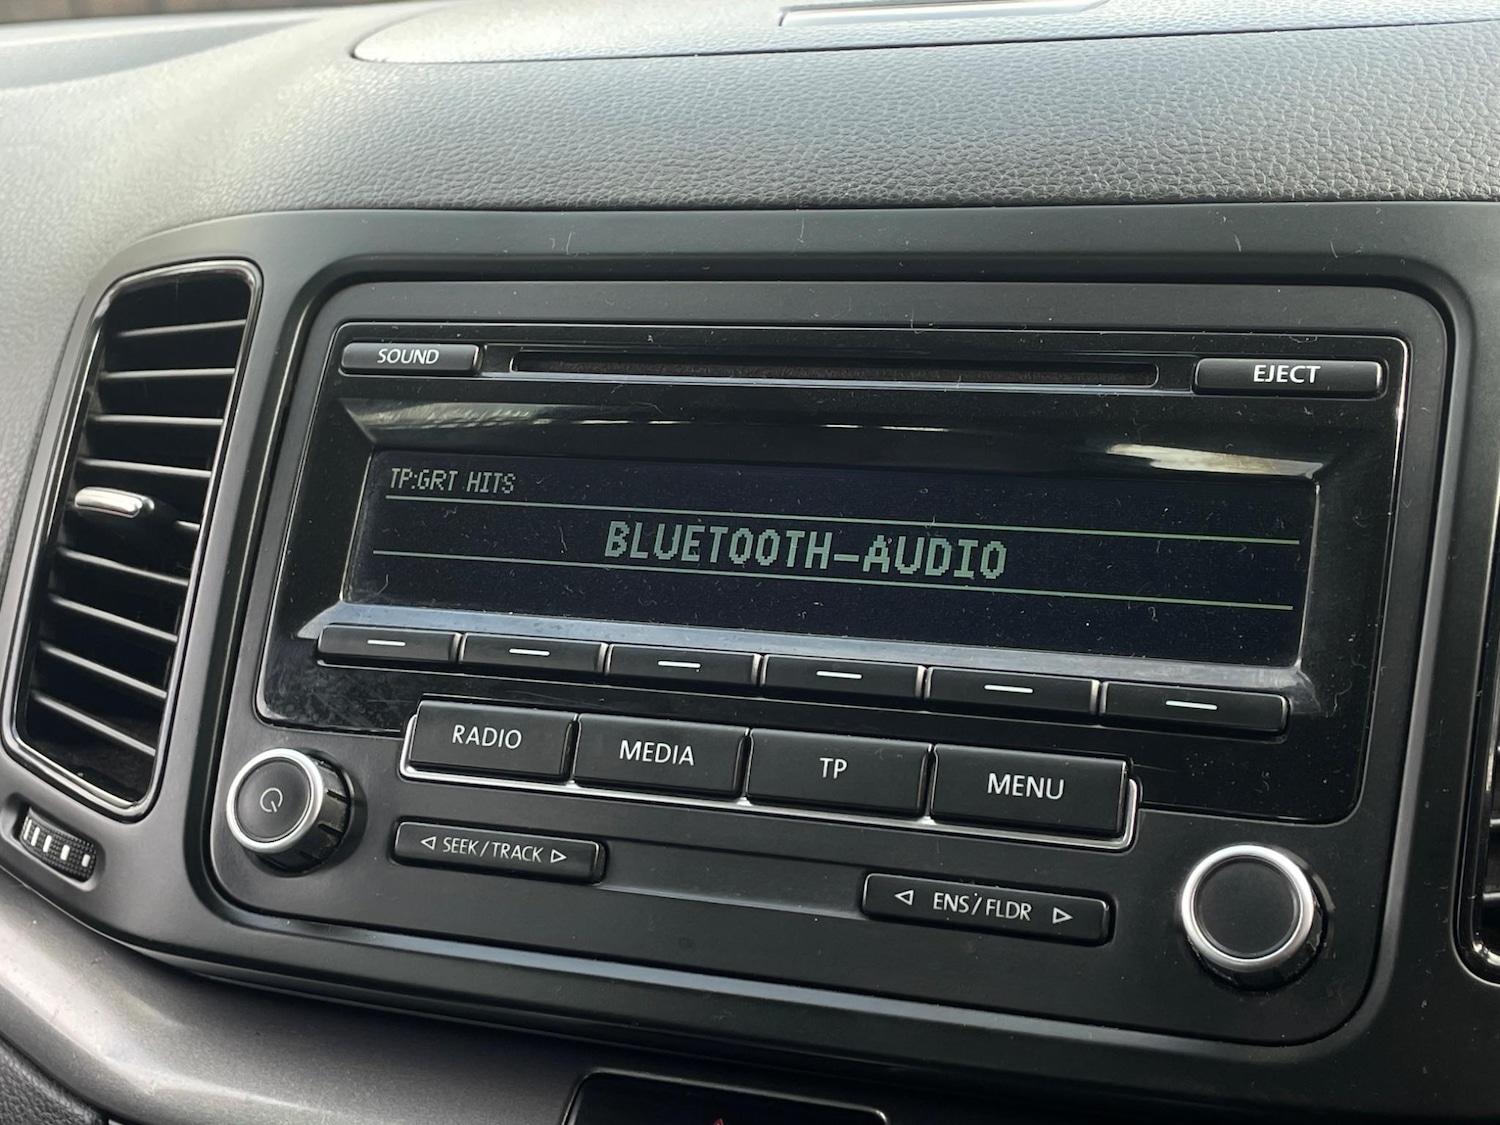 SOUND
EJECT
TP:GRT HITS
BLUETOOTH-AUDIO
RADIO
MEDIA
TP
MENU
SEEK/TRACK
ENS/FLDR